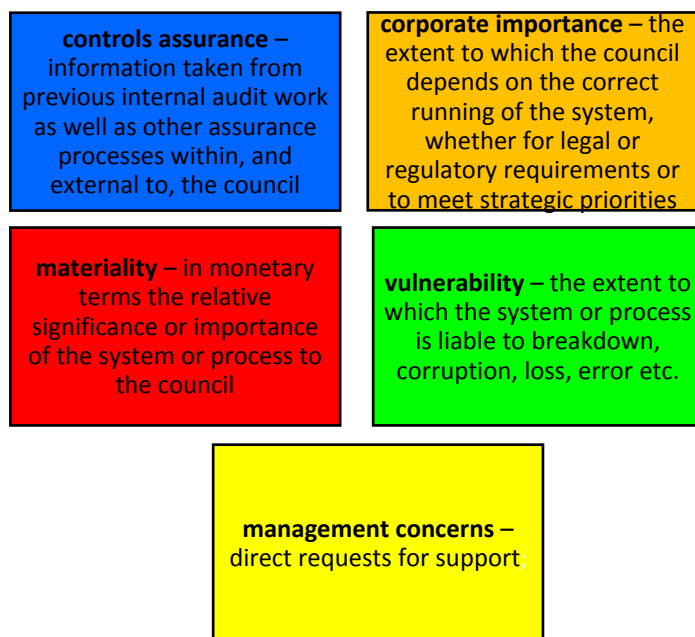 controls assurance –
information taken from
previous internal audit work
as well as other assurance
processes within, and
external to, the council
corporate importance – the
extent to which the council
depends on the correct
running of the system,
whether for legal or
regulatory requirements or
to meet strategic priorities
materiality – in monetary
terms the relative
significance or importance
of the system or process to
the council
vulnerability – the extent to
which the system or process
is liable to breakdown,
corruption, loss, error etc.
management concerns –
direct requests for support;